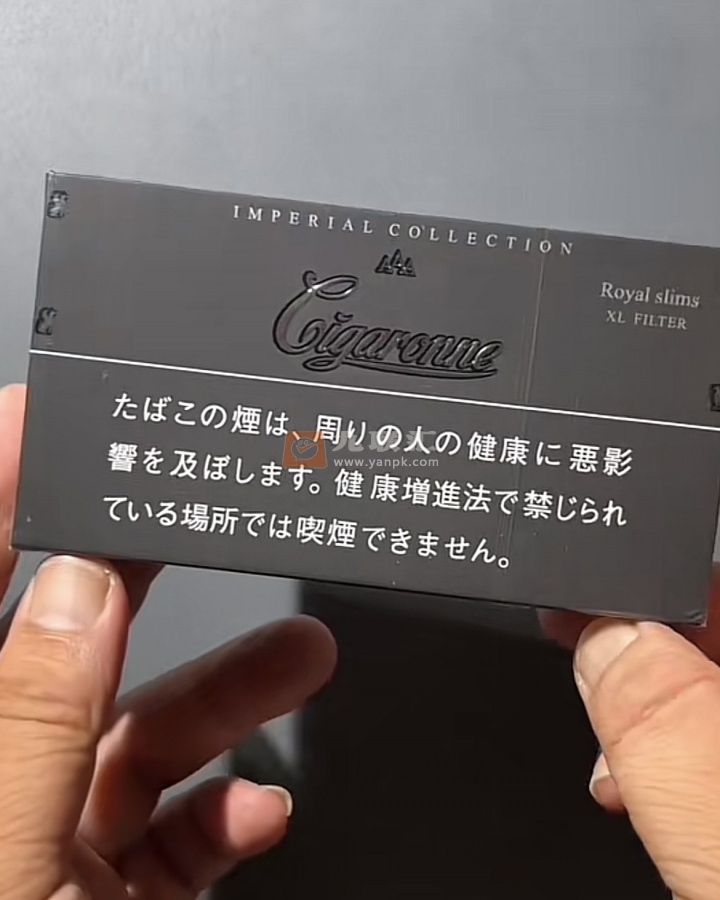 IMPERIAL COLLECTION
Cigaronne
Royal slims
XL FILTER
たばこの煙は、周りの人の健康に悪影
響を及ぼします。健康増進法で禁じられ
ている場所では喫煙できません。
www.yanpk.com